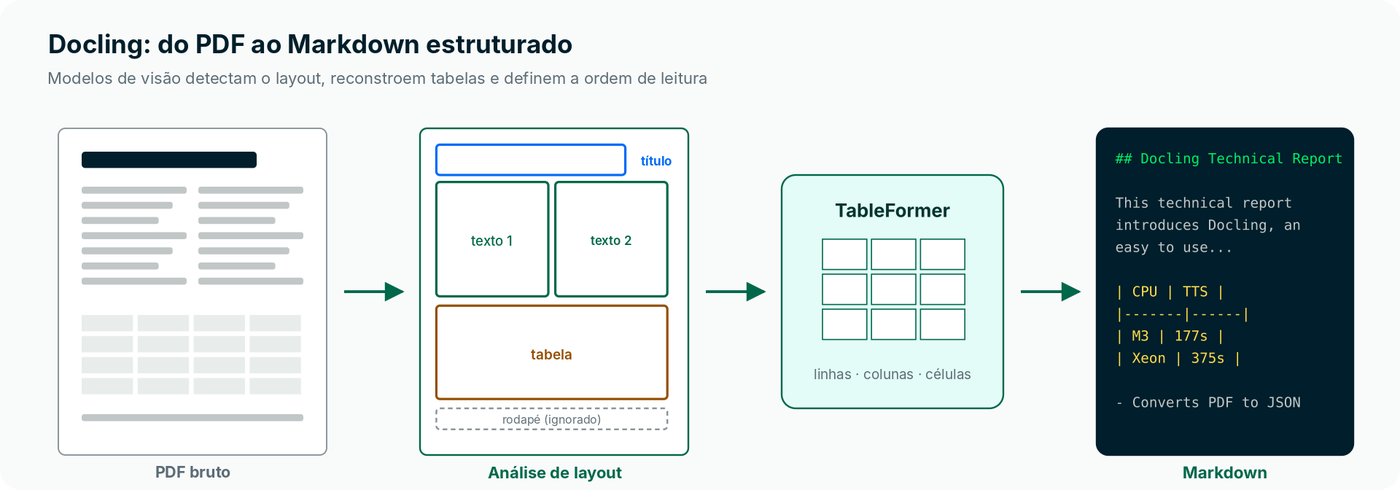 Docling: do PDF ao Markdown estruturado
Modelos de visão detectam o layout, reconstroem tabelas e definem a ordem de leitura
PDF bruto
título
texto 1
texto 2
tabela
rodapé (ignorado)
Análise de layout
TableFormer
linhas · colunas · células
## Docling Technical Report
This technical report
introduces Docling, an
easy to use...
| CPU | TTS |
|-------|------|
| M3 | 177s |
| Xeon | 375s |
- Converts PDF to JSON
Markdown